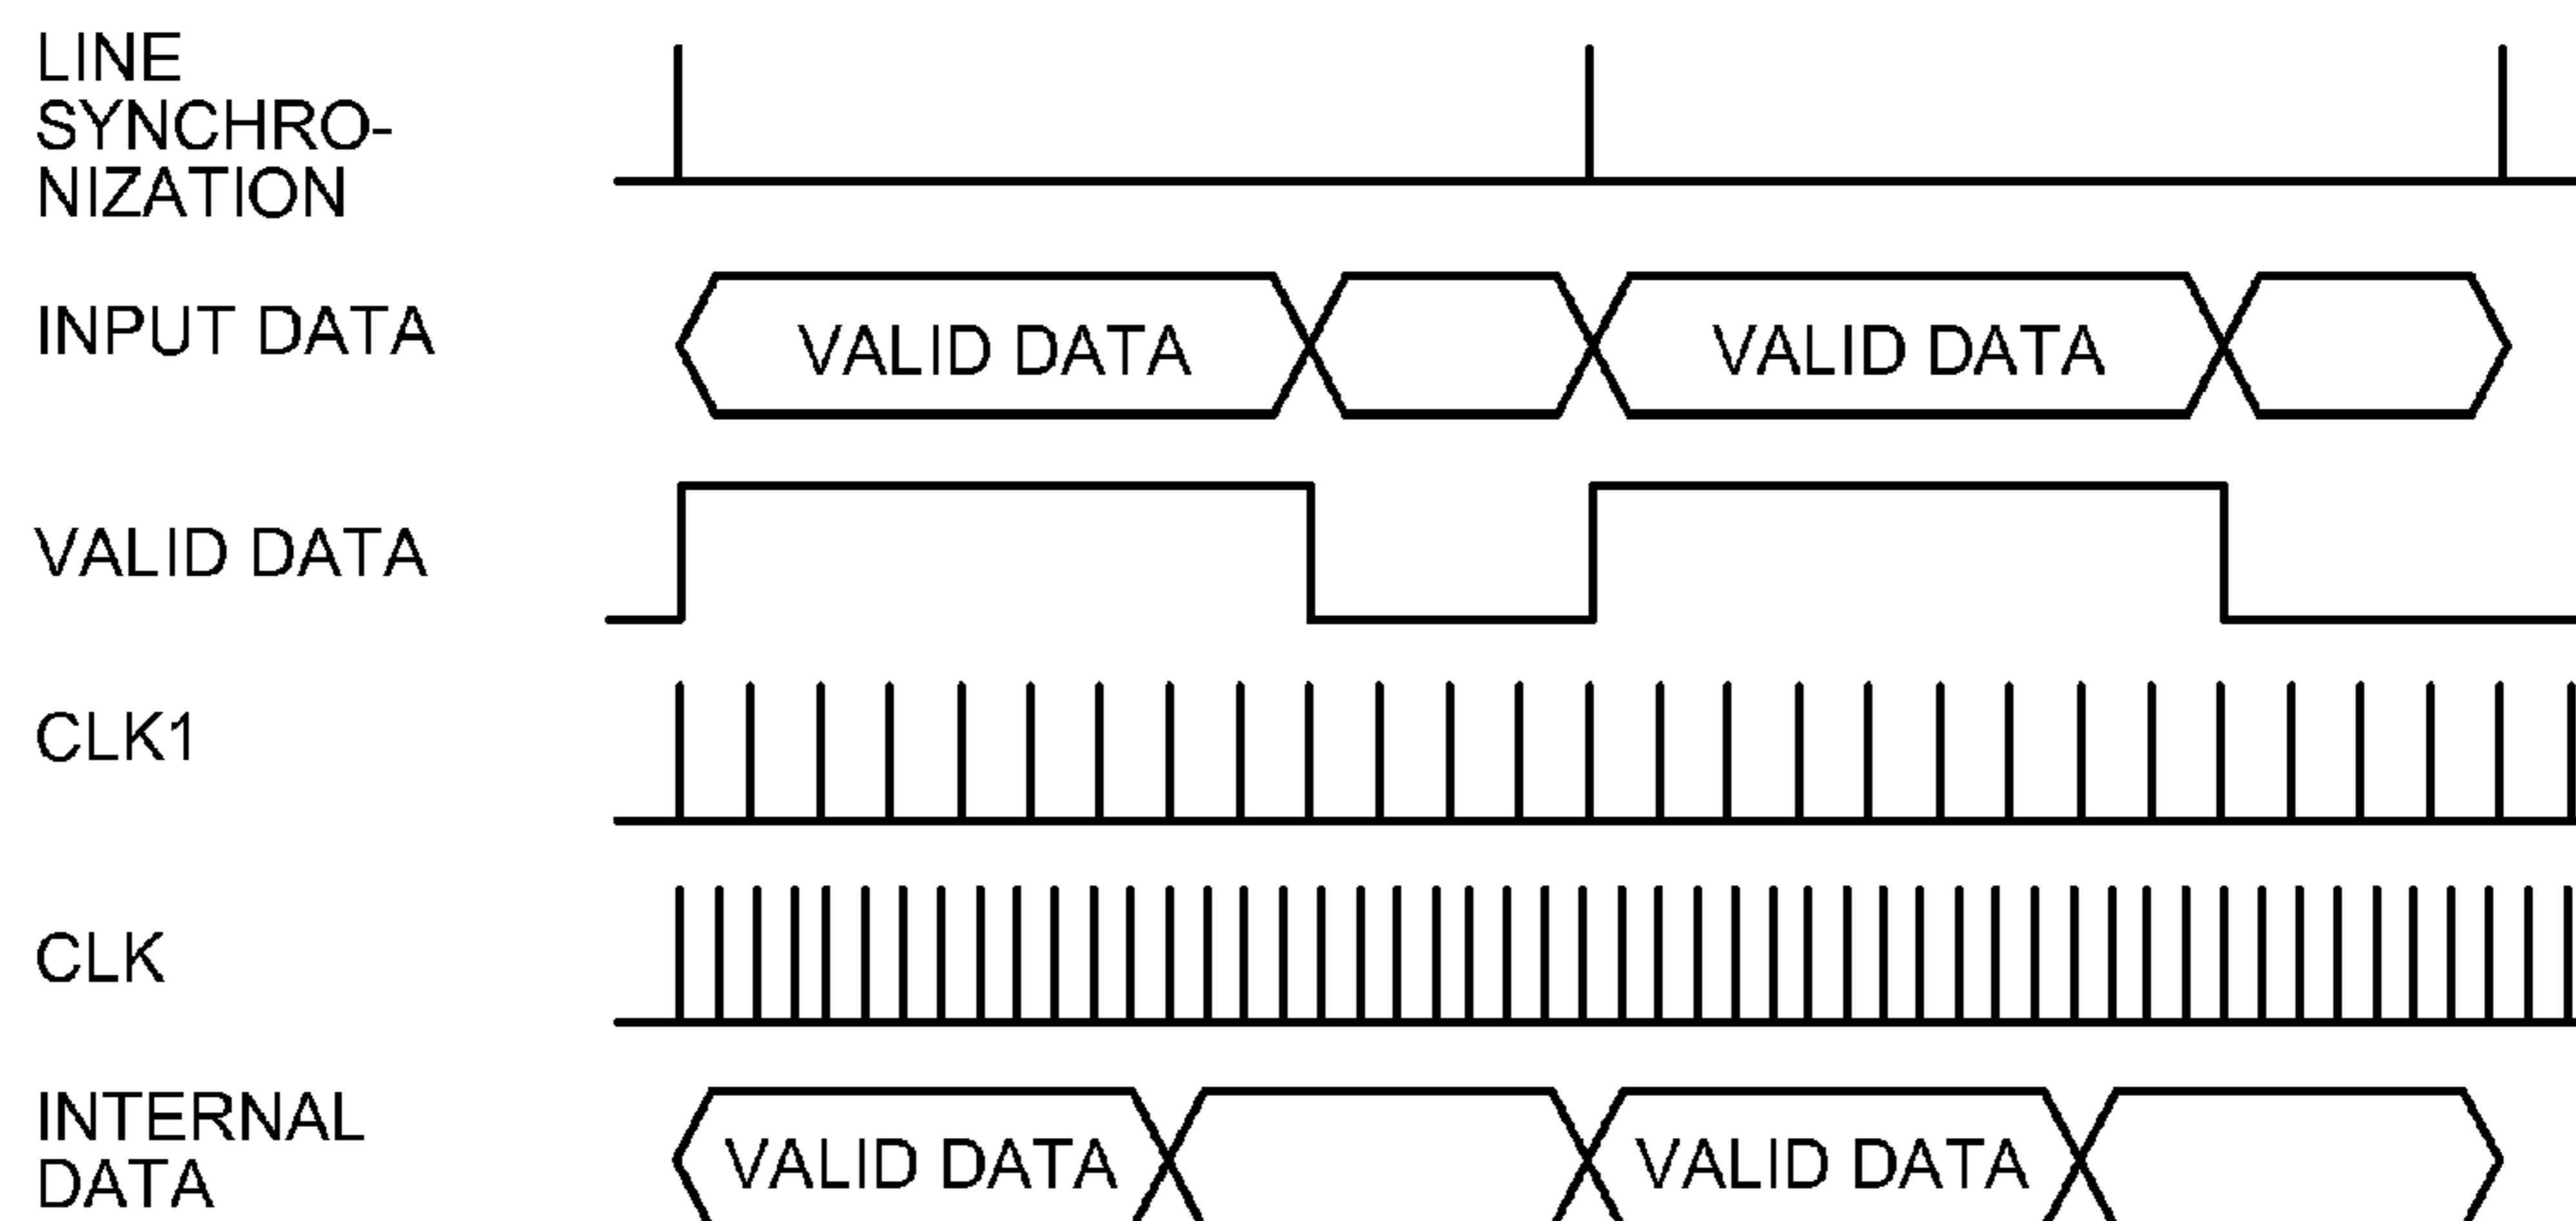 LINE
SYNCHRO-
NIZATION
INPUT DATA
VALID DATA
VALID DATA
VALID DATA
CLK1
CLK
INTERNAL
DATA
VALID DATA
VALID DATA